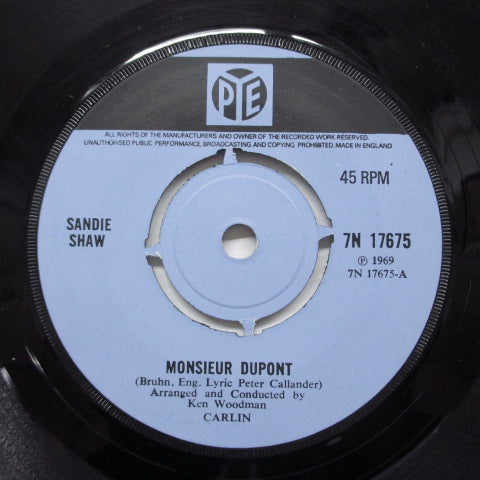 PYE
ALL RIGHTS OF THE MANUFACTURERS AND OWNER OF THE RECORDED WORK RESERVED.
UNAUTHORISED PUBLIC PERFORMANCE, BROADCASTING AND COPYING PROHIBITED. MADE IN ENGLAND
45 RPM
SANDIE
SHAW
7N 17675
℗ 1969
7N 17675-A
MONSIEUR DUPONT
(Bruhn, Eng. Lyric Peter Callander)
Arranged and Conducted by
Ken Woodman
CARLIN